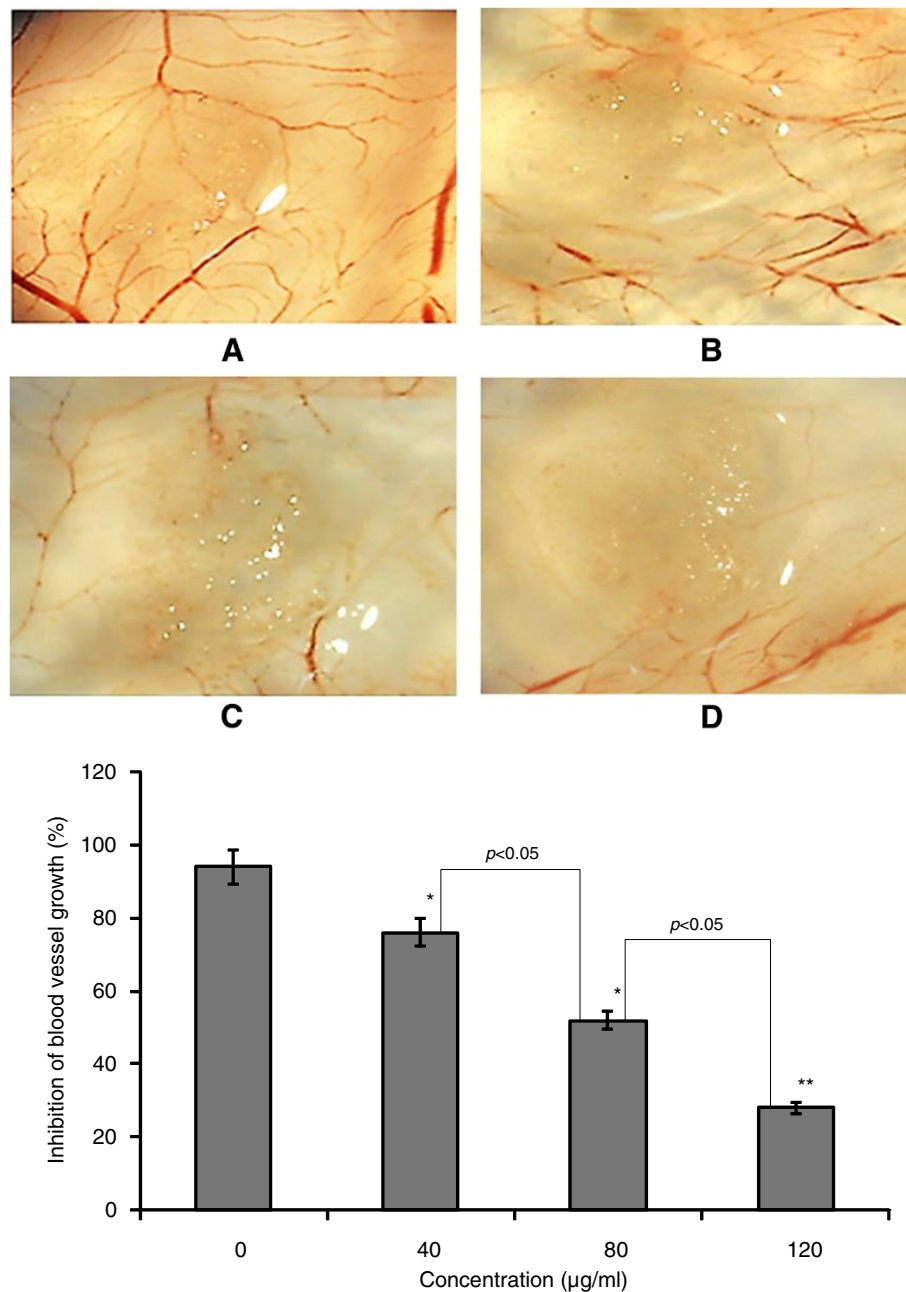 A
B
C
D
Inhibition of blood vessel growth (%)
120
100
80
60
40
20
0
p<0.05
p<0.05
*
*
**
0 40 80 120
Concentration (µg/ml)